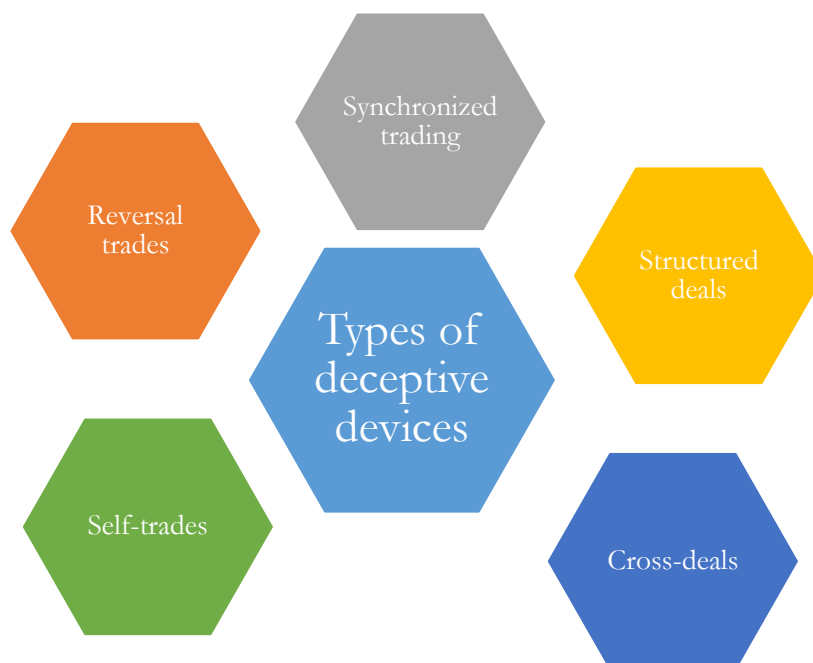 Synchronized
trading
Reversal
trades
Structured
deals
Types of
deceptive
devices
Self-trades
Cross-deals